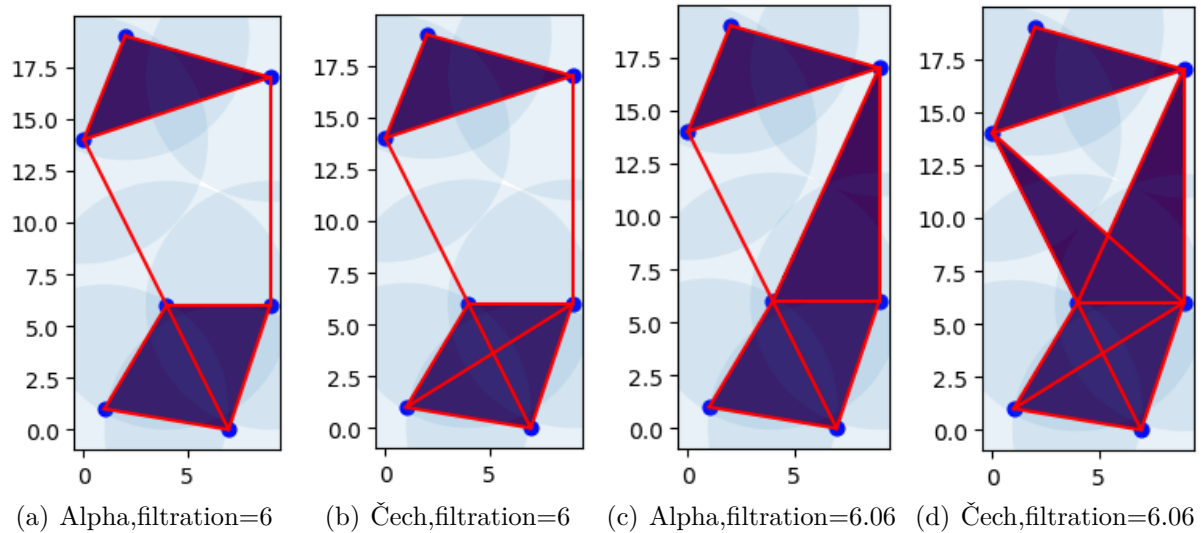 17.5 17.5 17.5 17.5
15.0 15.0 15.0 15.0
12.5 12.5 12.5 12.5
10.0 10.0 10.0 10.0
7.5 7.5 7.5 7.5
5.0 5.0 5.0 5.0
2.5 2.5 2.5 2.5
0.0 0.0 0.0 0.0
0 5 0 5 0 5 0 5
(a) Alpha,filtration=6 (b) Čech,filtration=6 (c) Alpha,filtration=6.06 (d) Čech,filtration=6.06